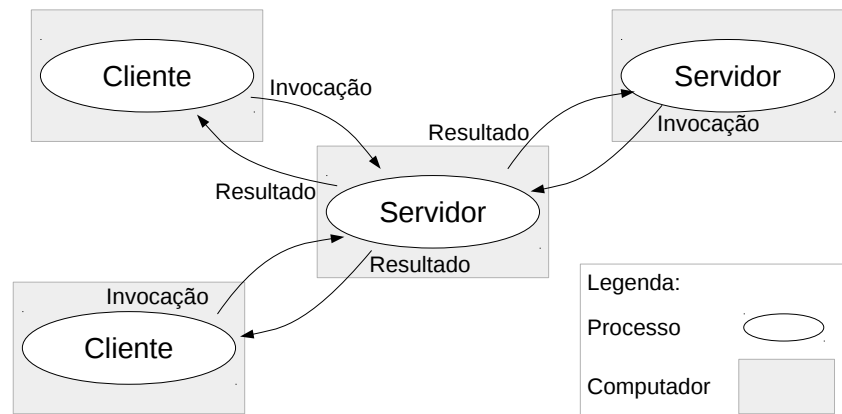 Cliente
Servidor
Invocação
Resultado
Invocação
Resultado
Servidor
Resultado
Invocação
Cliente
Legenda:
Processo
Computador